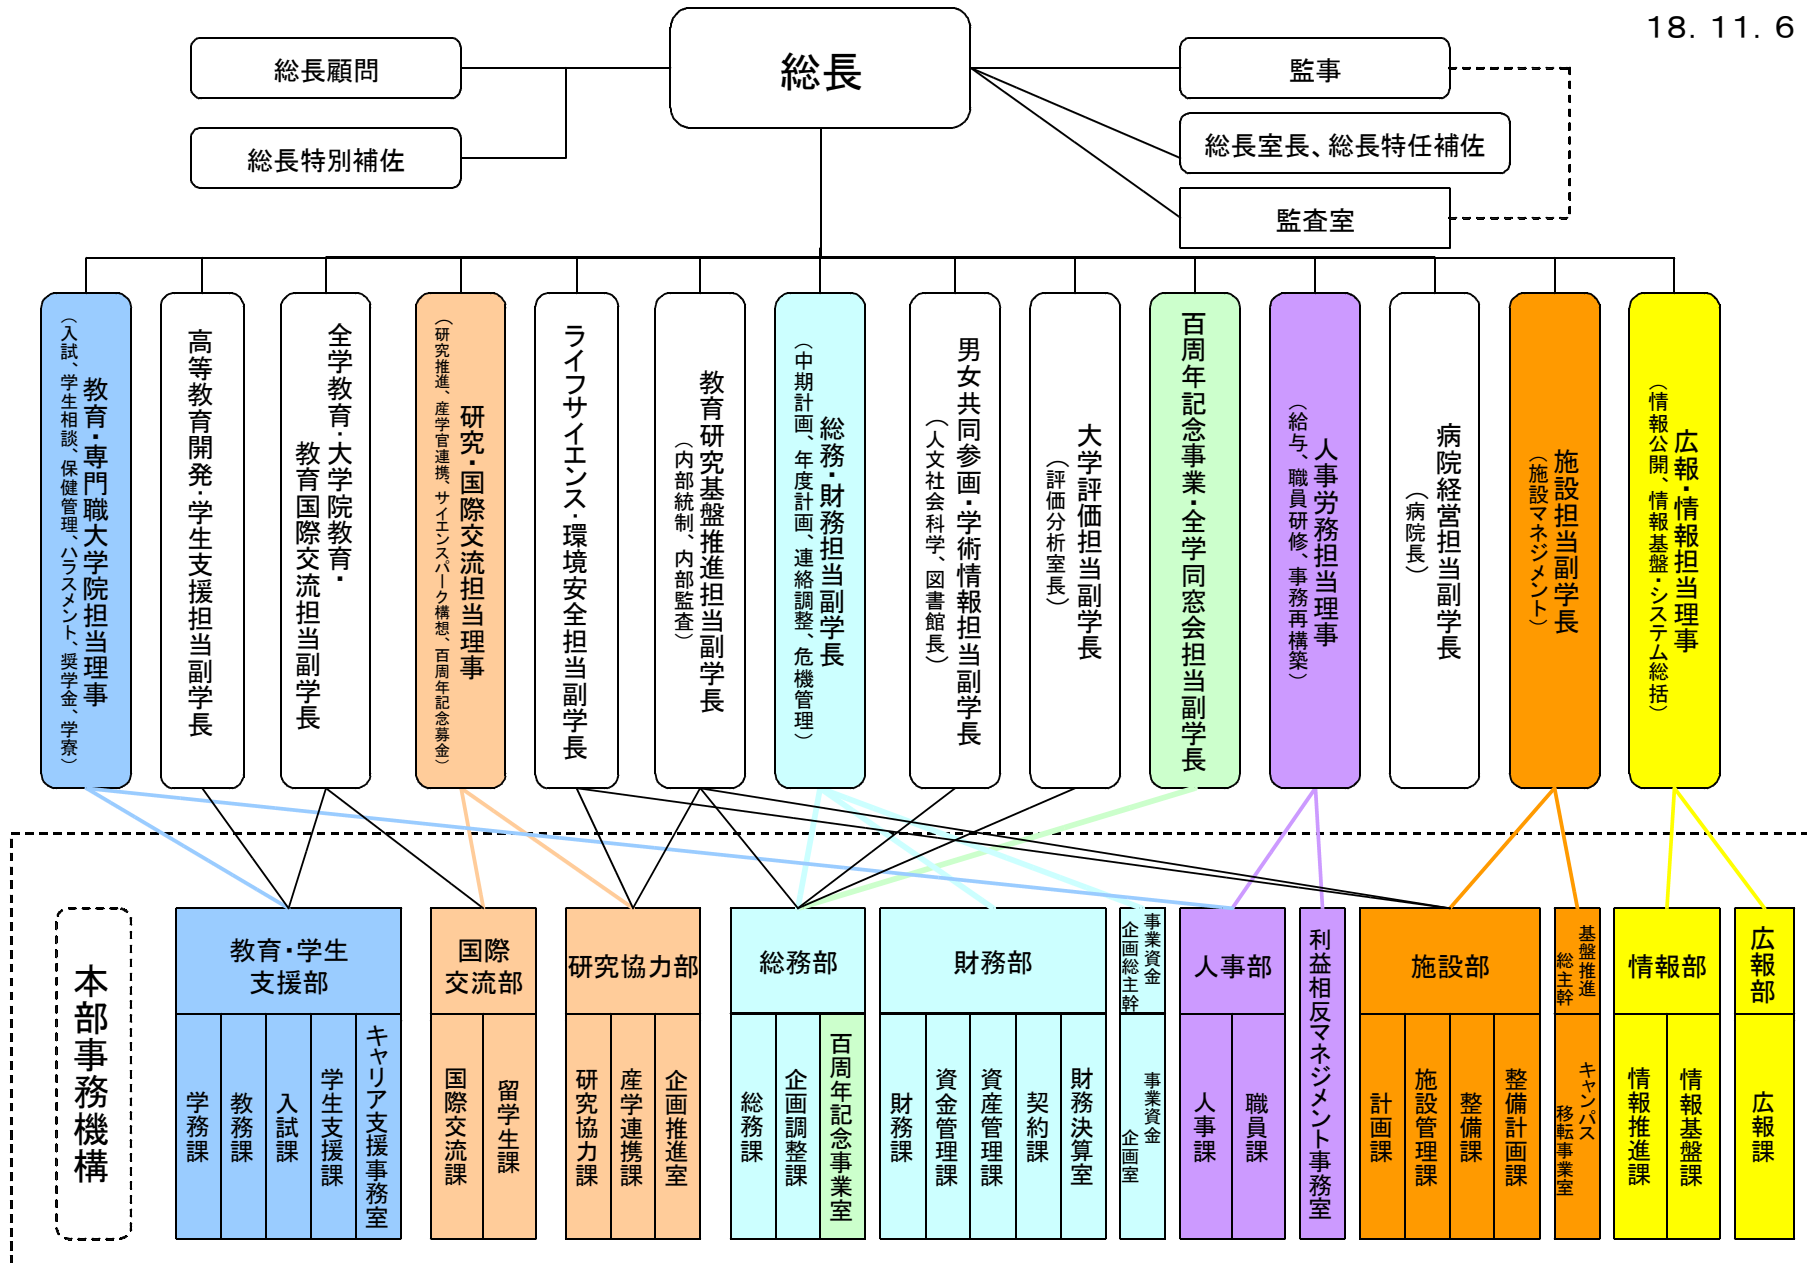 18. 11. 6
総長
総長顧問
総長特別補佐
監事
総長室長、総長特任補佐
監査室
教育・専門職大学院担当理事
（入試、学生相談、保健管理、ハラスメント、奨学金、学寮）
高等教育開発・学生支援担当副学長
全学教育・大学院教育・
教育国際交流担当副学長
研究・国際交流担当理事
（研究推進、産学官連携、サイエンスパーク構想、百周年記念募金）
ライフサイエンス・環境安全担当副学長
教育研究基盤推進担当副学長
（内部統制、内部監査）
総務・財務担当副学長
（中期計画、年度計画、連絡調整、危機管理）
男女共同参画・学術情報担当副学長
（人文社会科学、図書館長）
大学評価担当副学長
（評価分析室長）
百周年記念事業・全学同窓会担当副学長
人事労務担当理事
（給与、職員研修、事務再構築）
病院経営担当副学長
（病院長）
施設担当副学長
（施設マネジメント）
広報・情報担当理事
（情報公開、情報基盤・システム総括）
本部事務機構
教育・学生
支援部
学務課
教務課
入試課
学生支援課
キャリア支援事務室
国際
交流部
国際交流課
留学生課
研究協力部
研究協力課
産学連携課
企画推進室
総務部
総務課
企画調整課
百周年記念事業室
財務部
財務課
資金管理課
資産管理課
契約課
財務決算室
事業資金
企画総主幹
事業資金
企画室
人事部
人事課
職員課
利益相反マネジメント事務室
施設部
計画課
施設管理課
整備課
整備計画課
基盤推進
総主幹
キャンパス
移転事業室
情報部
情報推進課
情報基盤課
広報部
広報課